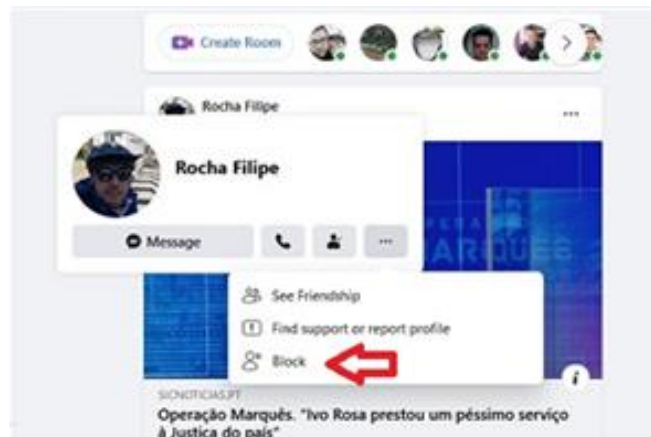 Create Room
Rocha Filipe
Rocha Filipe
Message
See Friendship
Find support or report profile
Block
SICNOTICIAS.PT
Operação Marquês. "Ivo Rosa prestou um péssimo serviço
à Justiça do país"